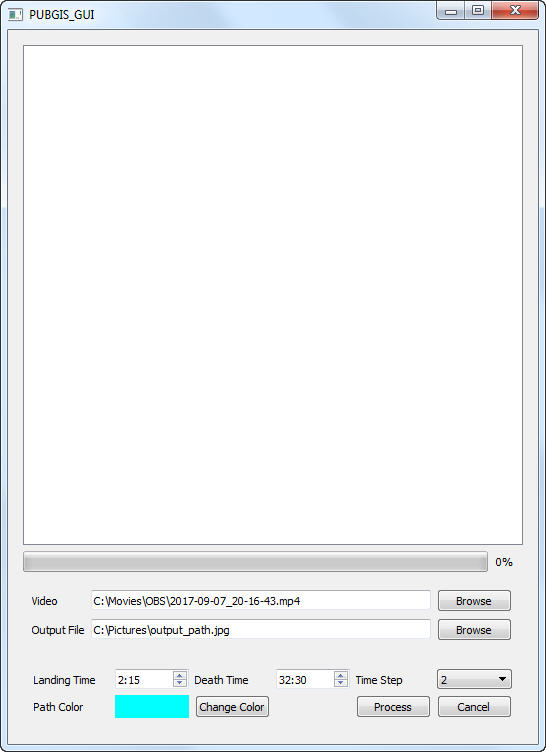 PUBGIS_GUI
0%
Video C:\Movies\OBS\2017-09-07_20-16-43.mp4 Browse
Output File C:\Pictures\output_path.jpg Browse
Landing Time 2:15 Death Time 32:30 Time Step 2
Path Color Change Color Process Cancel